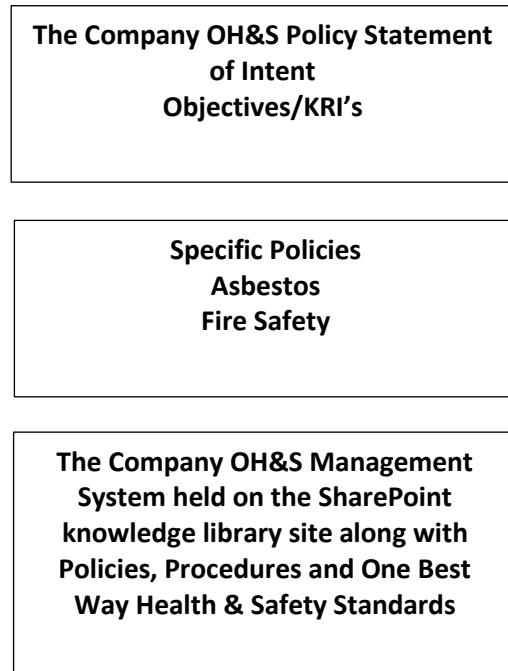 The Company OH&S Policy Statement
of Intent
Objectives/KRI's
Specific Policies
Asbestos
Fire Safety
The Company OH&S Management
System held on the SharePoint
knowledge library site along with
Policies, Procedures and One Best
Way Health & Safety Standards